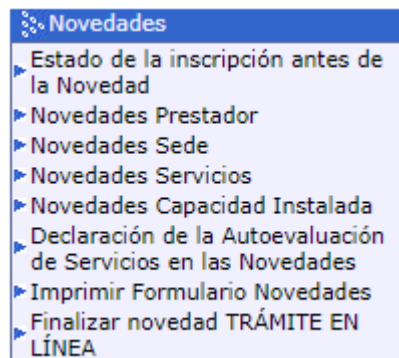 Novedades
Estado de la inscripción antes de
la Novedad
Novedades Prestador
Novedades Sede
Novedades Servicios
Novedades Capacidad Instalada
Declaración de la Autoevaluación
de Servicios en las Novedades
Imprimir Formulario Novedades
Finalizar novedad TRÁMITE EN
LÍNEA